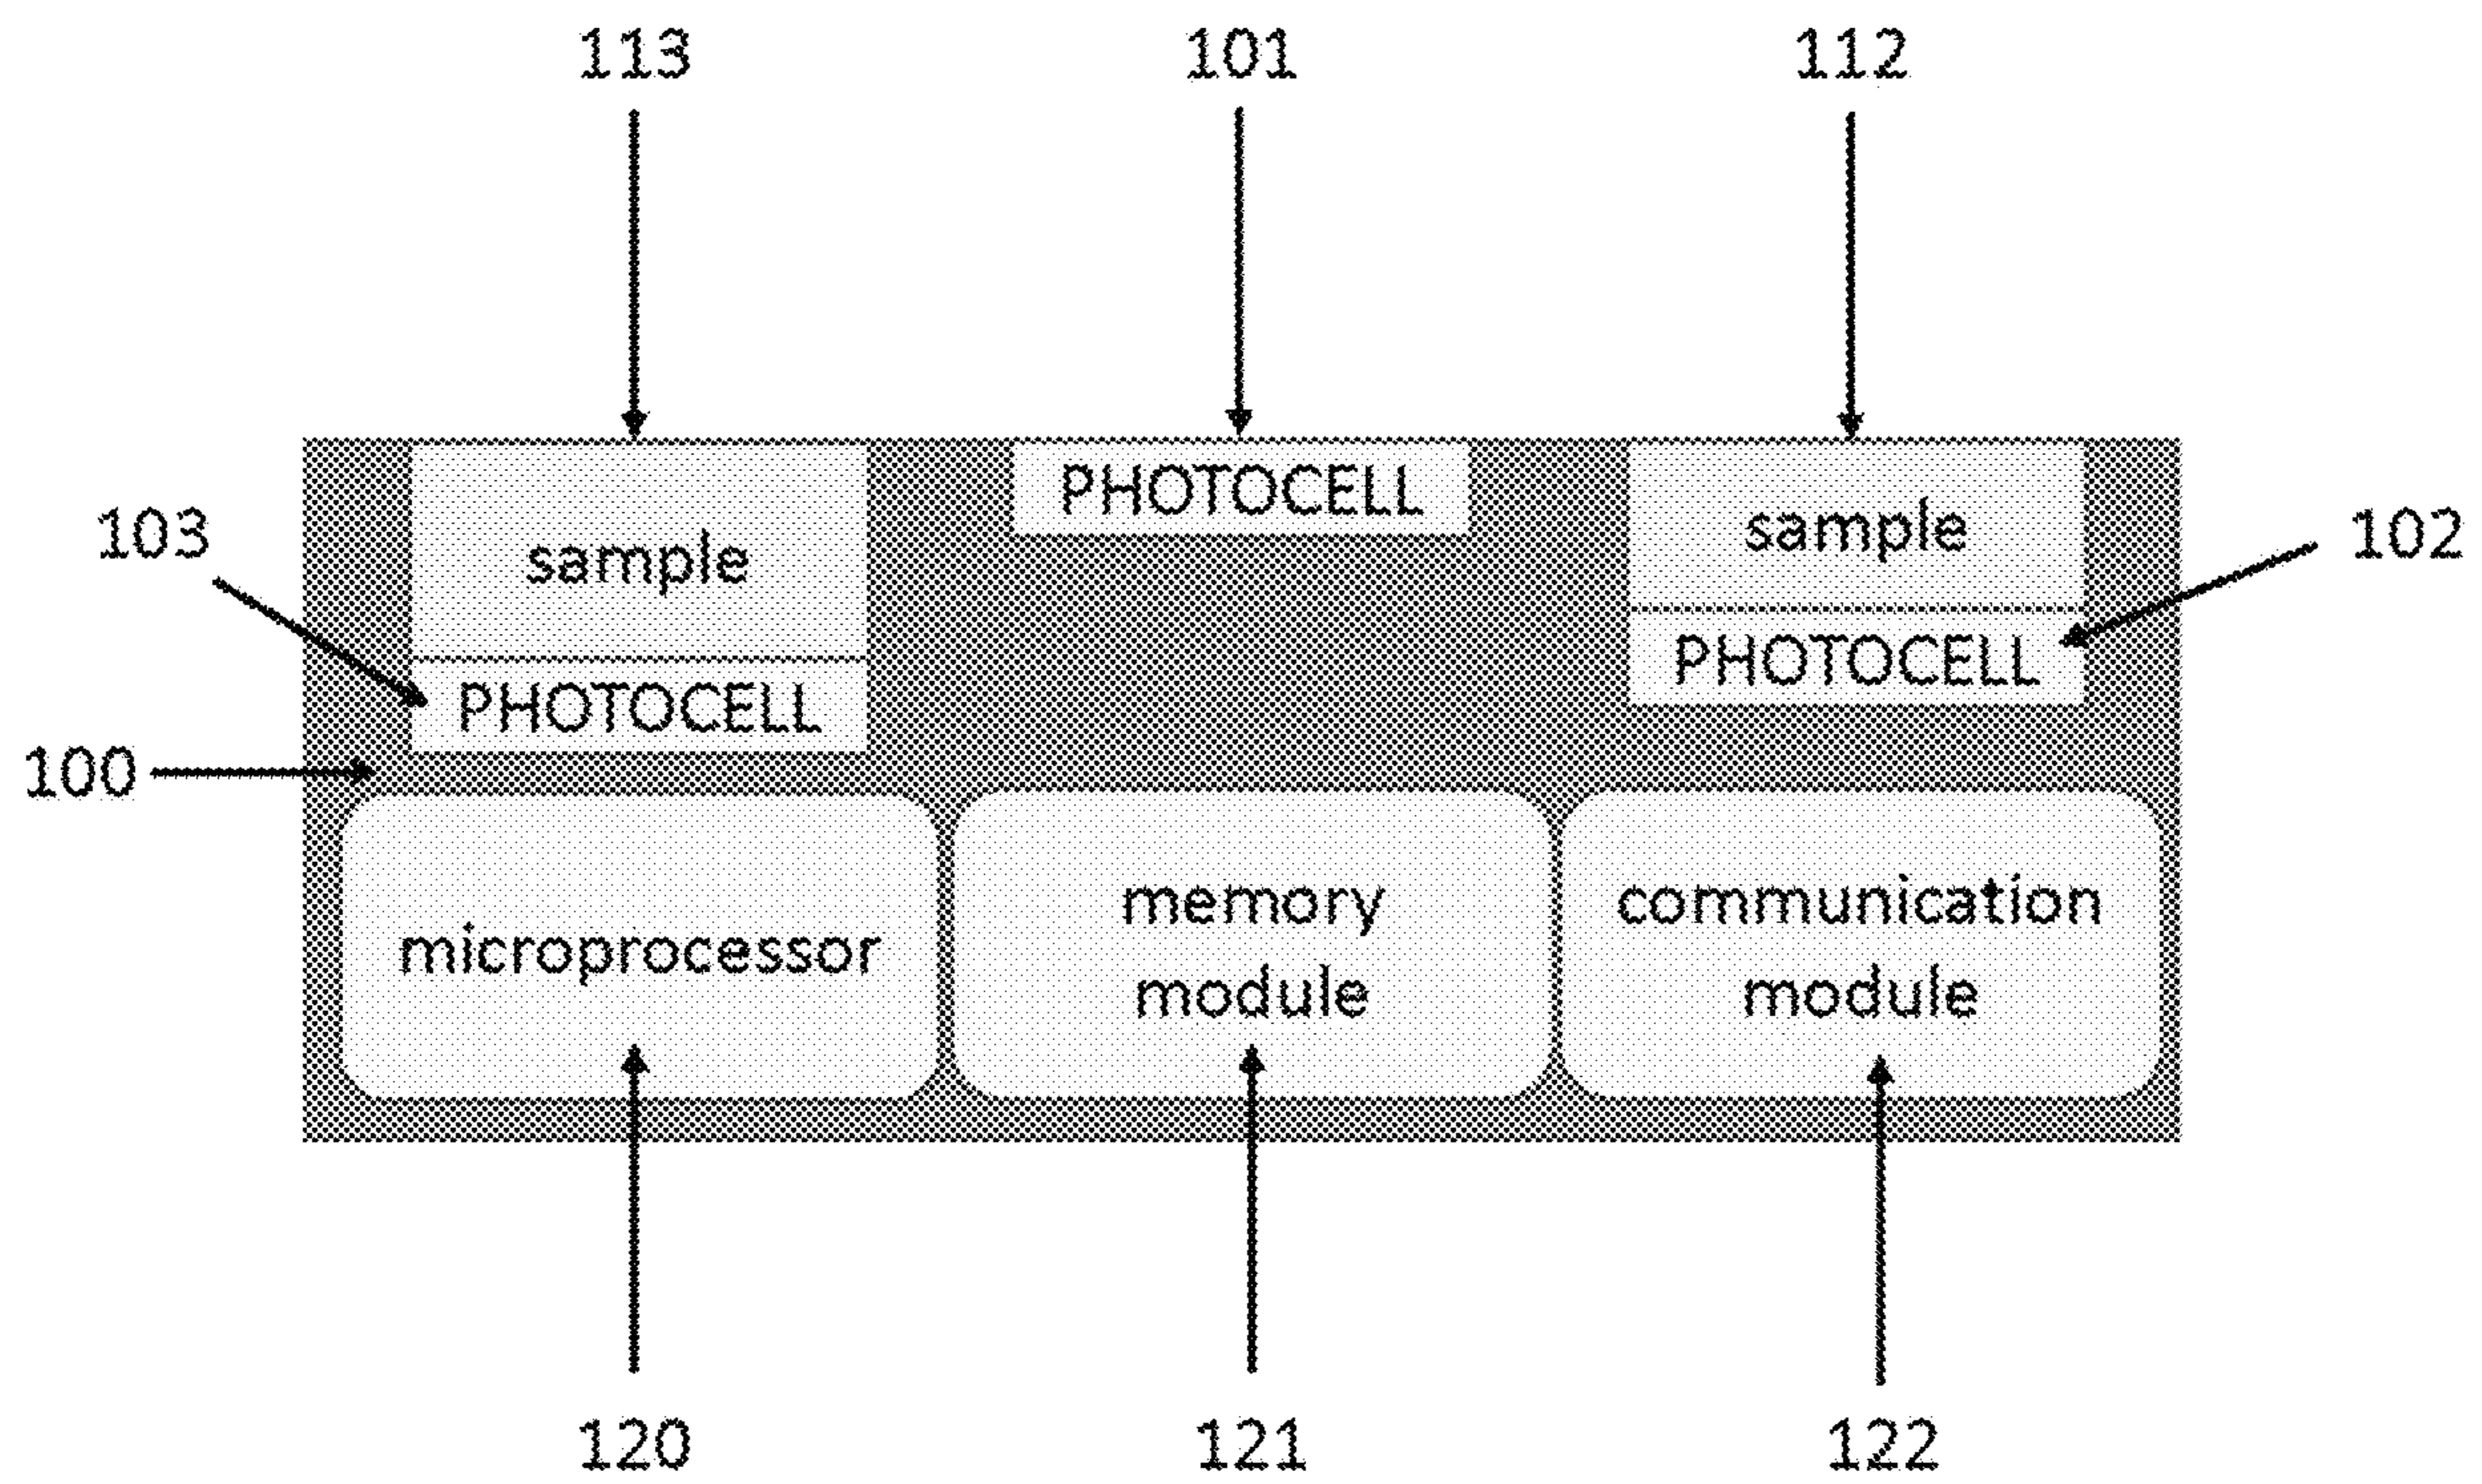 113
101
112
PHOTOCELL
sample
sample
103
102
PHOTOCELL
PHOTOCELL
100
microprocessor
memory
module
communication
module
120
121
122